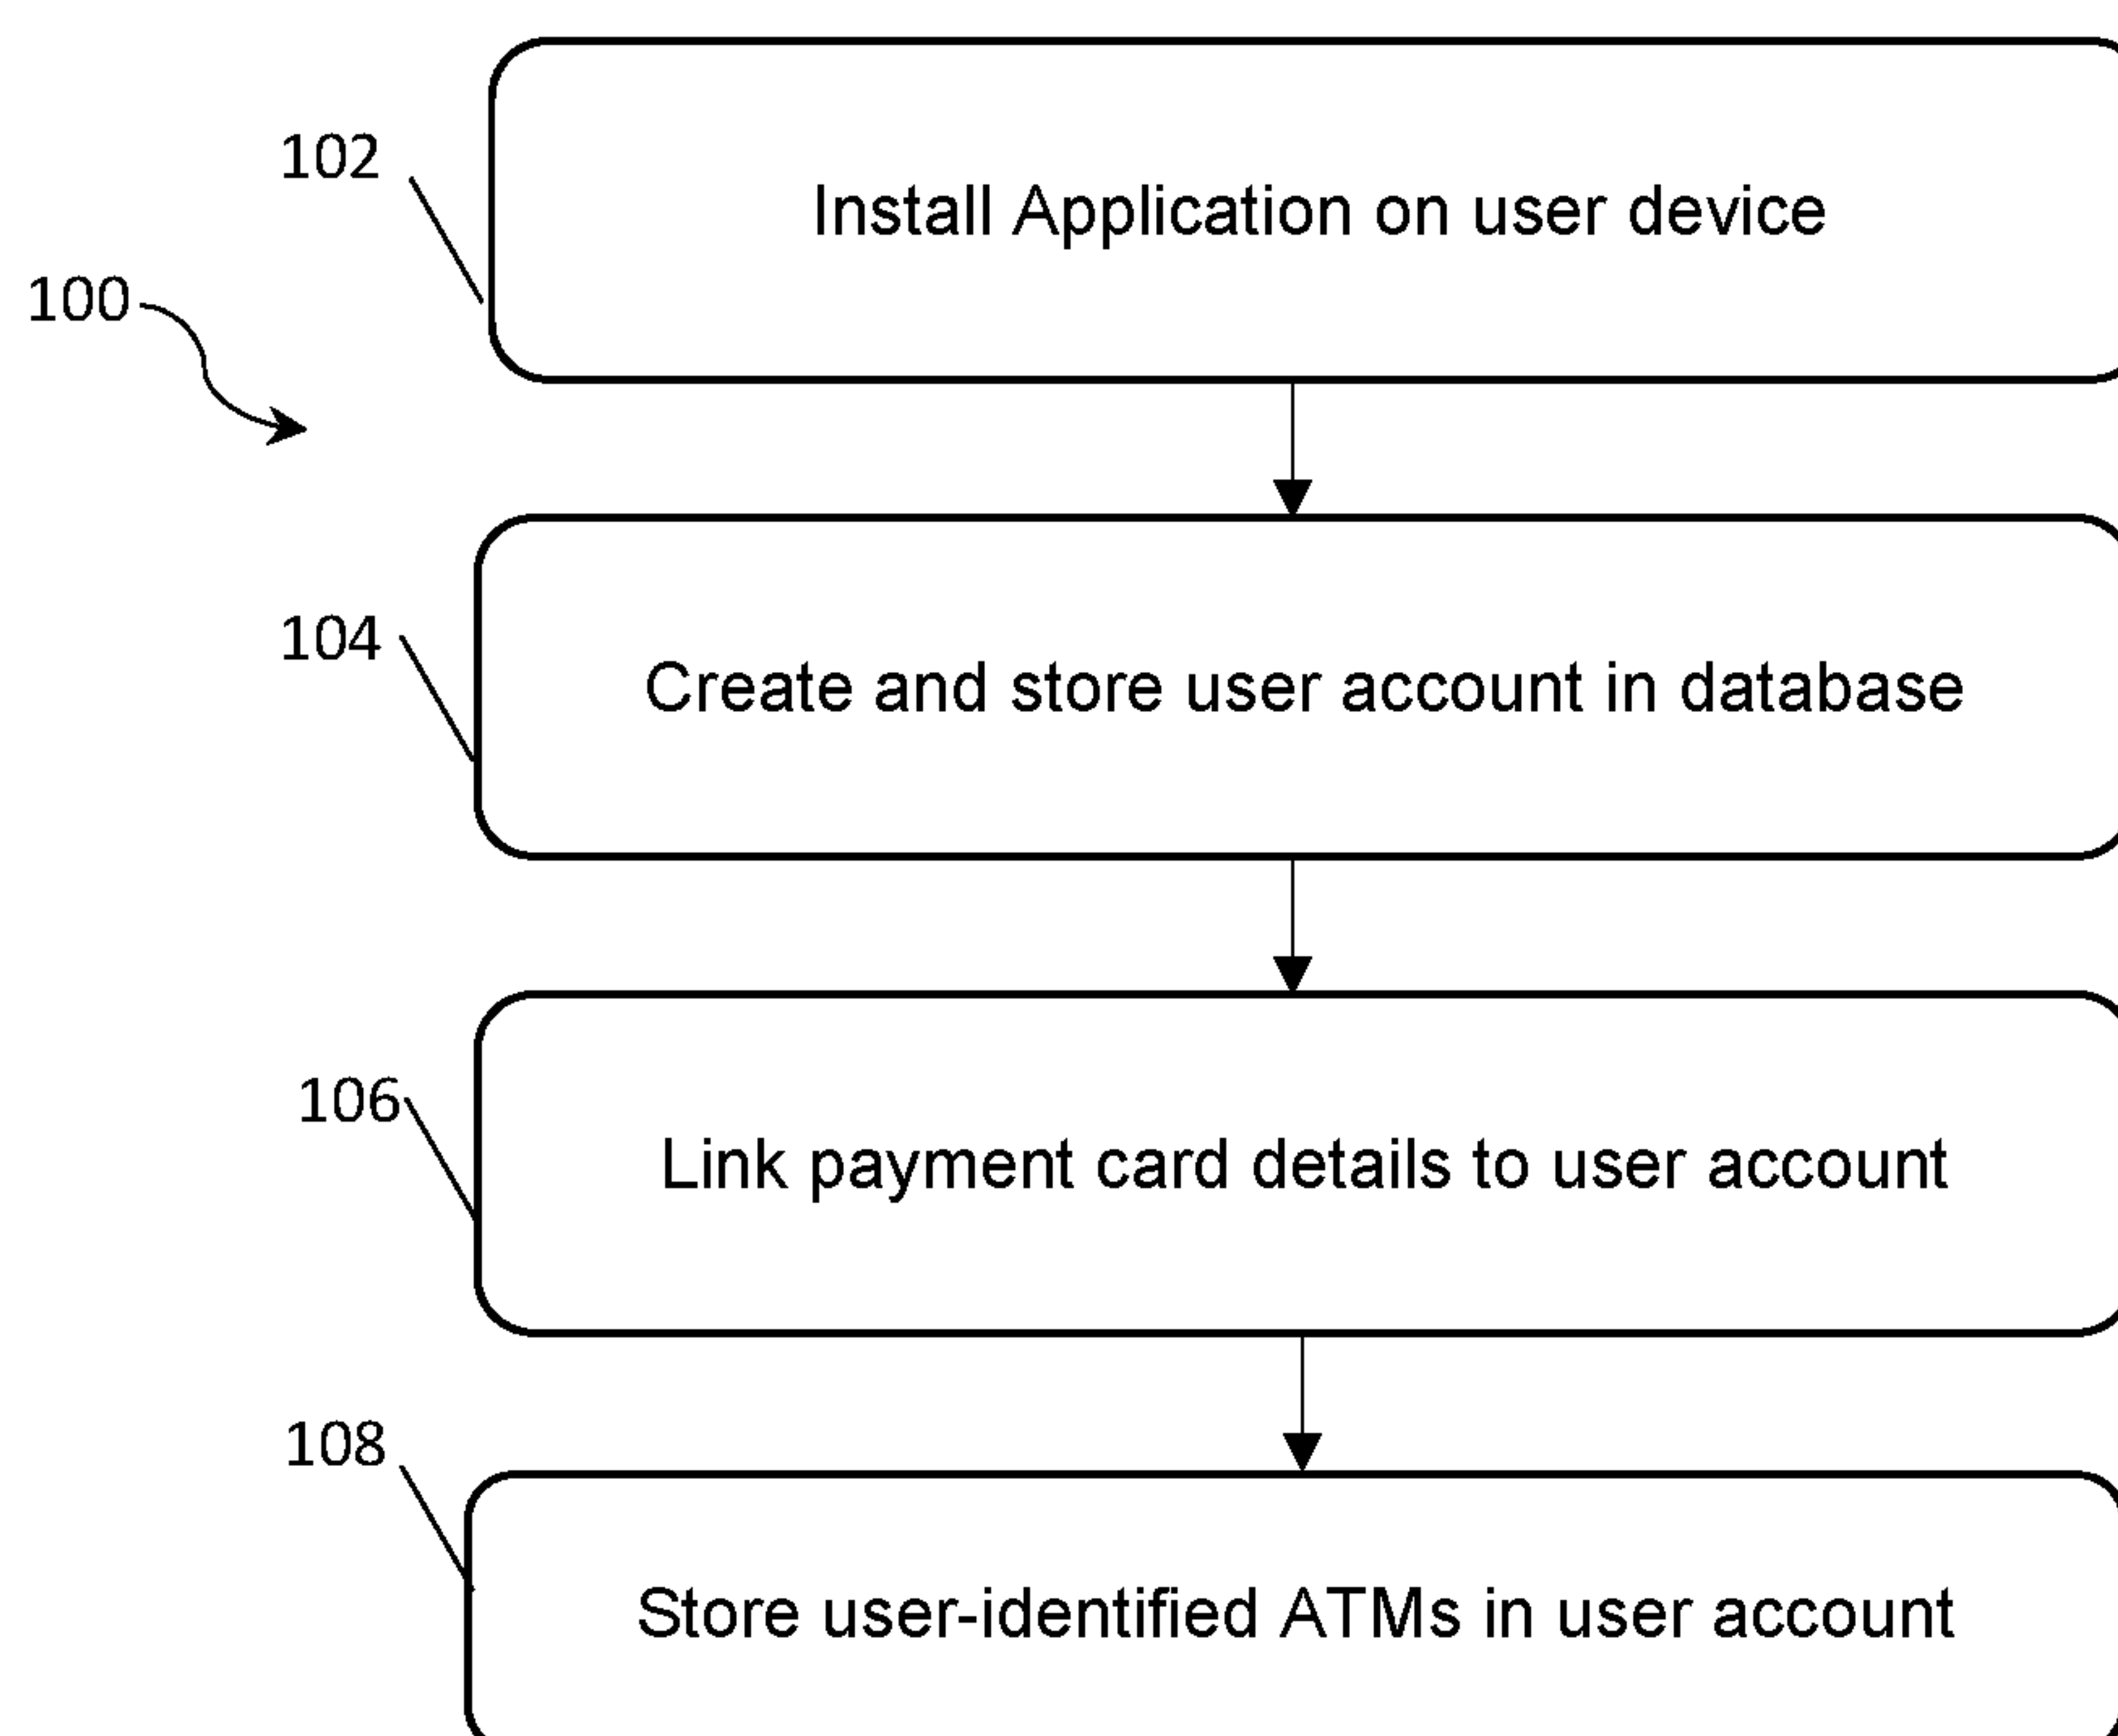 102
Install Application on user device
100
104
Create and store user account in database
106
Link payment card details to user account
108
Store user-identified ATMs in user account